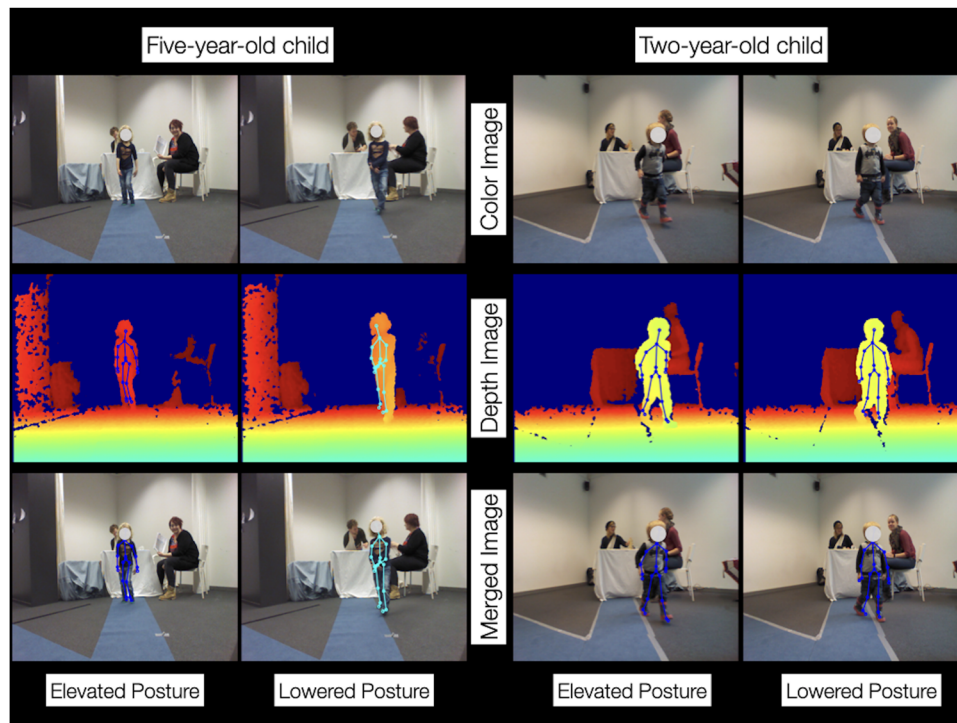 Five-year-old child
Two-year-old child
Color Image
Depth Image
Merged Image
Elevated Posture
Lowered Posture
Elevated Posture
Lowered Posture